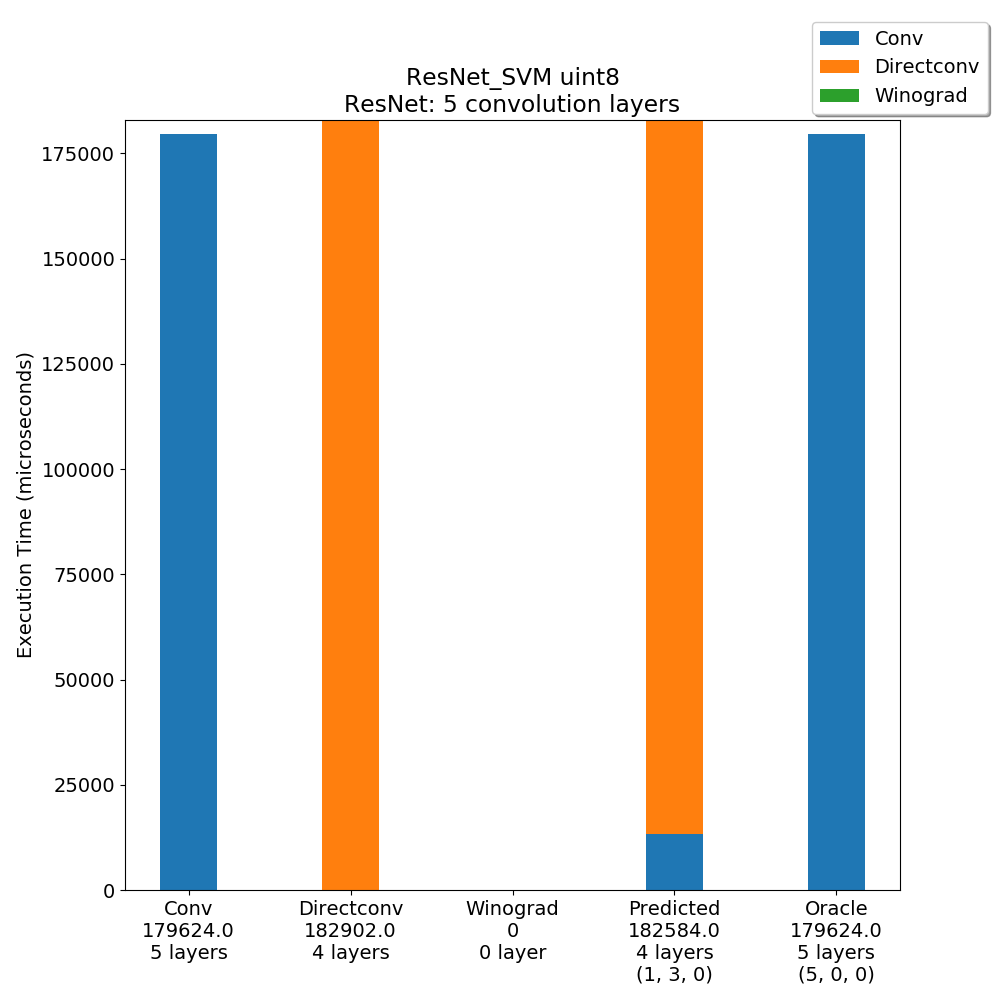 Conv
Directconv
Winograd
ResNet_SVM uint8
ResNet: 5 convolution layers
Execution Time (microseconds)
175000
150000
125000
100000
75000
50000
25000
0
Conv Directconv Winograd Predicted Oracle
179624.0 182902.0 0 182584.0 179624.0
5 layers 4 layers 0 layer 4 layers 5 layers
(1, 3, 0) (5, 0, 0)